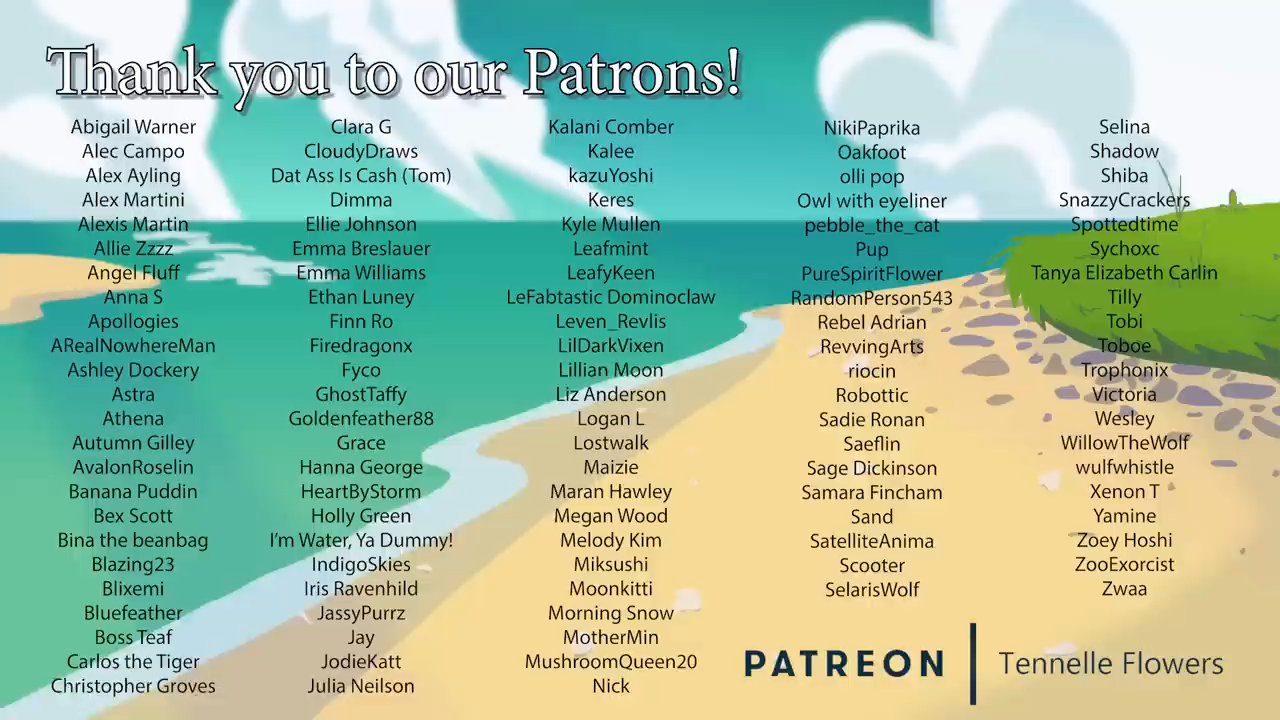 Thank you to our Patrons!
Abigail Warner
Alec Campo
Alex Ayling
Alex Martini
Alexis Martin
Allie Zzzz
Angel Fluff
Anna S
Apollogies
ARealNowhereMan
Ashley Dockery
Astra
Athena
Autumn Gilley
AvalonRoselin
Banana Puddin
Bex Scott
Bina the beanbag
Blazing23
Blixemi
Bluefeather
Boss Teaf
Carlos the Tiger
Christopher Groves
Clara G
CloudyDraws
Dat Ass Is Cash (Tom)
Dimma
Ellie Johnson
Emma Breslauer
Emma Williams
Ethan Luney
Finn Ro
Firedragonx
Fyco
GhostTaffy
Goldenfeather88
Grace
Hanna George
HeartByStorm
Holly Green
I'm Water, Ya Dummy!
IndigoSkies
Iris Ravenhild
JassyPurrz
Jay
JodieKatt
Julia Neilson
Kalani Comber
Kalee
kazuYoshi
Keres
Kyle Mullen
Leafmint
LeafyKeen
LeFabtastic Dominoclaw
Leven_Revlis
LilDarkVixen
Lillian Moon
Liz Anderson
Logan L
Lostwalk
Maizie
Maran Hawley
Megan Wood
Melody Kim
Miksushi
Moonkitti
Morning Snow
MotherMin
MushroomQueen20
Nick
NikiPaprika
Oakfoot
olli pop
Owl with eyeliner
pebble_the_cat
Pup
PureSpiritFlower
RandomPerson543
Rebel Adrian
RevvingArts
riocin
Robottic
Sadie Ronan
Saeflin
Sage Dickinson
Samara Fincham
Sand
SatelliteAnima
Scooter
SelarisWolf
Selina
Shadow
Shiba
SnazzyCrackers
Spottedtime
Sychoxc
Tanya Elizabeth Carlin
Tilly
Tobi
Toboe
Trophonix
Victoria
Wesley
WillowTheWolf
wulfwhistle
Xenon T
Yamine
Zoey Hoshi
ZooExorcist
Zwaa
PATREON | Tennelle Flowers